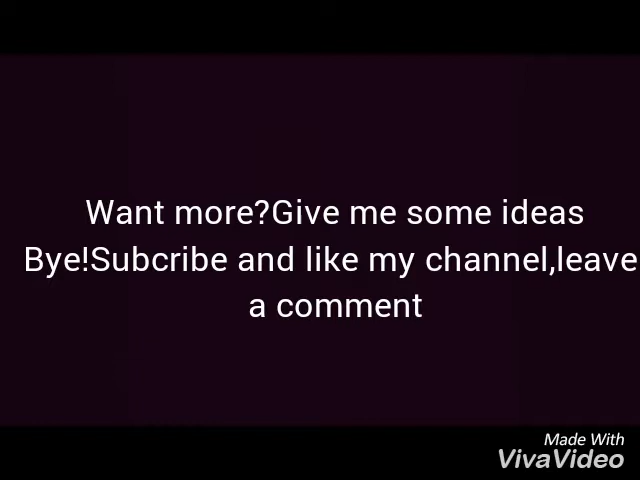 Want more?Give me some ideas
Bye!Subcribe and like my channel,leave
a comment
Made With
VivaVideo